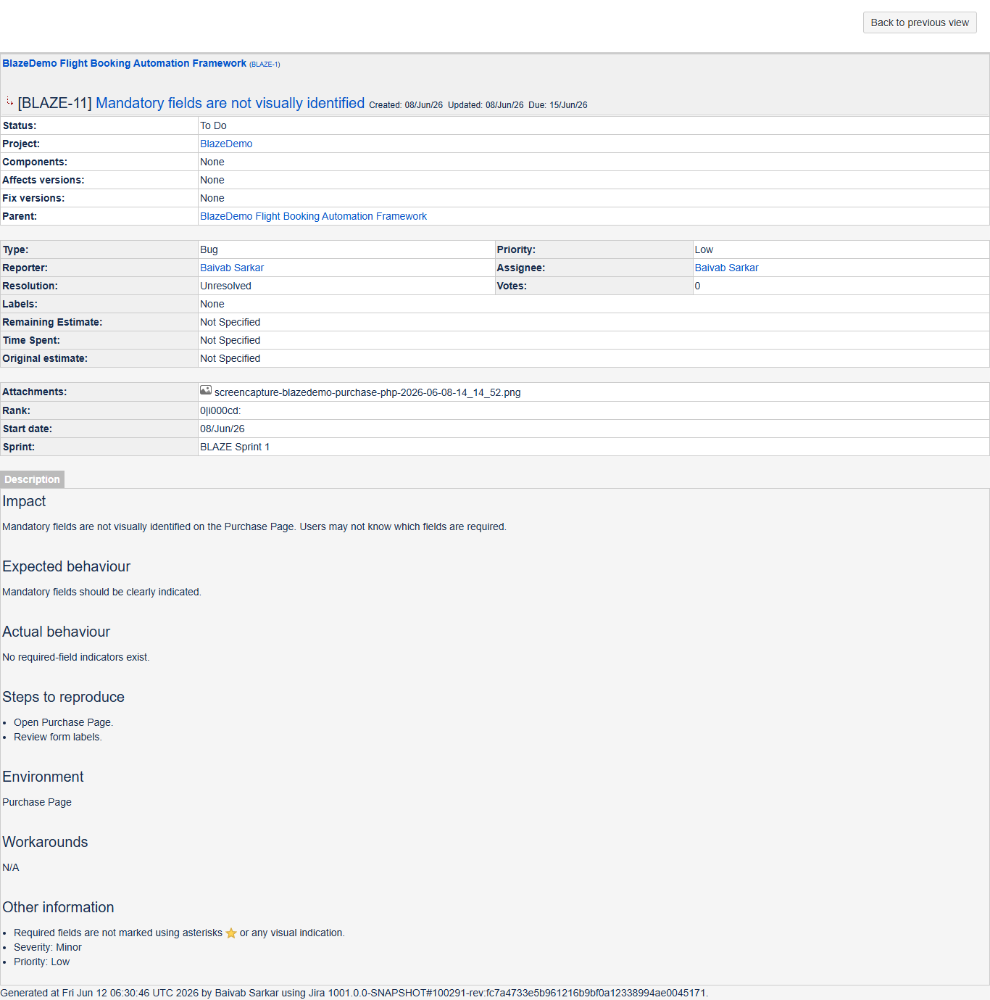 Back to previous view
BlazeDemo Flight Booking Automation Framework (BLAZE-1)
[BLAZE-11] Mandatory fields are not visually identified Created: 08/Jun/26 Updated: 08/Jun/26 Due: 15/Jun/26
Status: To Do
Project: BlazeDemo
Components: None
Affects versions: None
Fix versions: None
Parent: BlazeDemo Flight Booking Automation Framework
Type: Bug Priority: Low
Reporter: Baivab Sarkar Assignee: Baivab Sarkar
Resolution: Unresolved Votes: 0
Labels: None
Remaining Estimate: Not Specified
Time Spent: Not Specified
Original estimate: Not Specified
Attachments: screencapture-blazedemo-purchase-php-2026-06-08-14_14_52.png
Rank: 0|i000cd:
Start date: 08/Jun/26
Sprint: BLAZE Sprint 1
Description
Impact
Mandatory fields are not visually identified on the Purchase Page. Users may not know which fields are required.
Expected behaviour
Mandatory fields should be clearly indicated.
Actual behaviour
No required-field indicators exist.
Steps to reproduce
• Open Purchase Page.
• Review form labels.
Environment
Purchase Page
Workarounds
N/A
Other information
• Required fields are not marked using asterisks or any visual indication.
• Severity: Minor
• Priority: Low
Generated at Fri Jun 12 06:30:46 UTC 2026 by Baivab Sarkar using Jira 1001.0.0-SNAPSHOT#100291-rev:fc7a4733e5b961216b9bf0a12338994ae0045171.